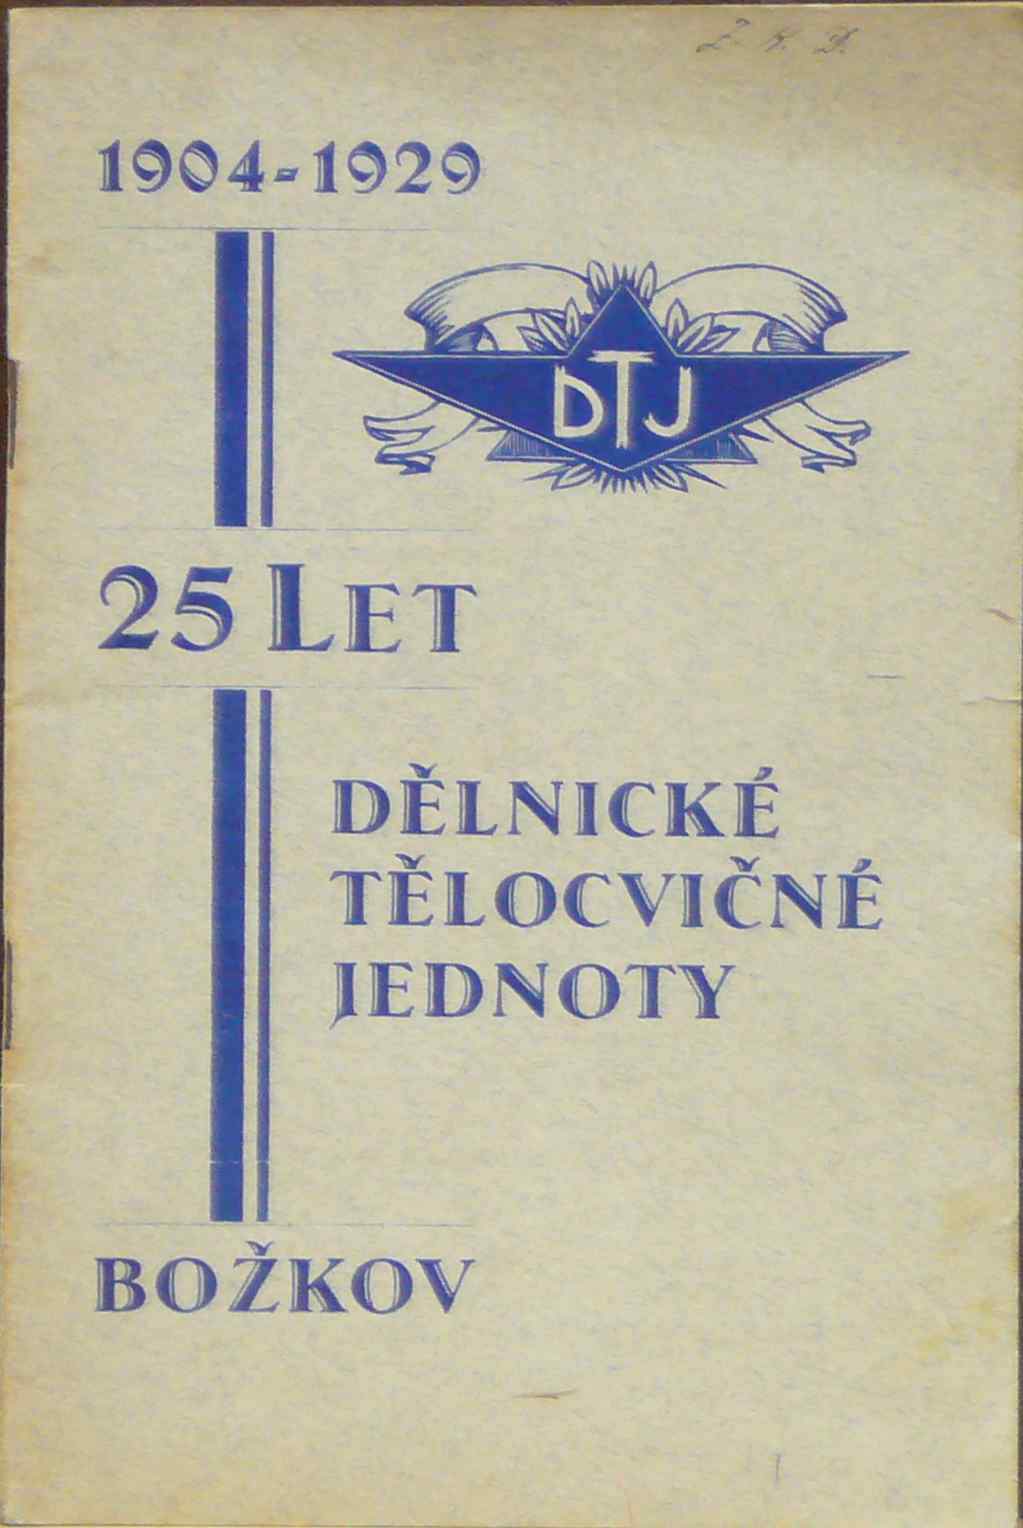 Ž. K. D.
1904-1929
DTJ
25 LET
DĚLNICKÉ
TĚLOCVIČNÉ
JEDNOTY
BOŽKOV